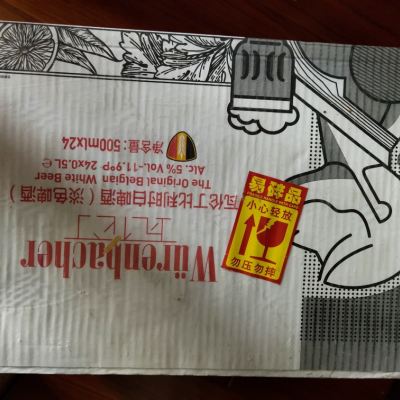 Würenbacher
瓦伦丁
瓦伦丁比利时白啤酒（淡色啤酒）
The Original Belgian White Beer
Alc.5% Vol.-11.9°P 24x0.5L e
净含量：500mlx24
易碎品
小心轻放
勿压勿摔